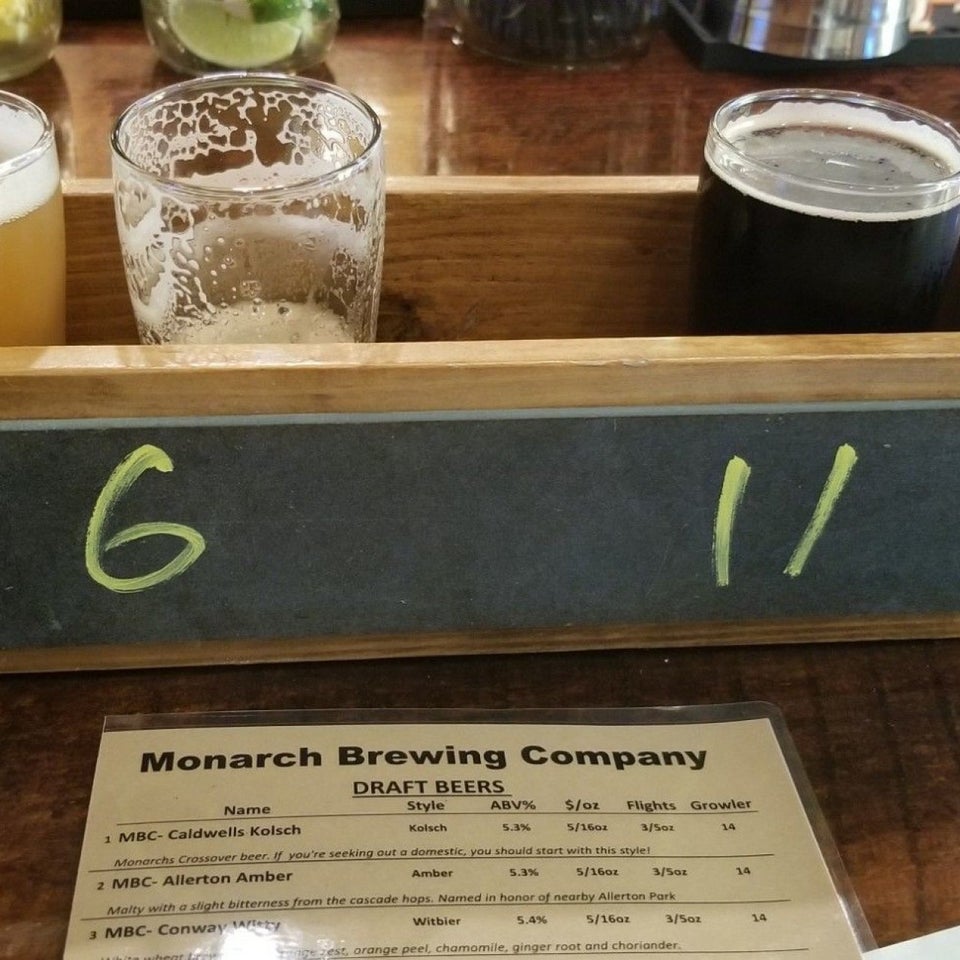 6 11
Monarch Brewing Company
DRAFT BEERS
Name Style ABV% $/oz Flights Growler
1 MBC- Caldwells Kolsch Kolsch 5.3% 5/16oz 3/5oz 14
Monarchs Crossover beer. If you're seeking out a domestic, you should start with this style!
2 MBC- Allerton Amber Amber 5.3% 5/16oz 3/5oz 14
Malty with a slight bitterness from the cascade hops. Named in honor of nearby Allerton Park
3 MBC- Conway Witty Witbier 5.4% 5/16oz 3/5oz 14
White wheat zest, orange peel, chamomile, ginger root and choriander.